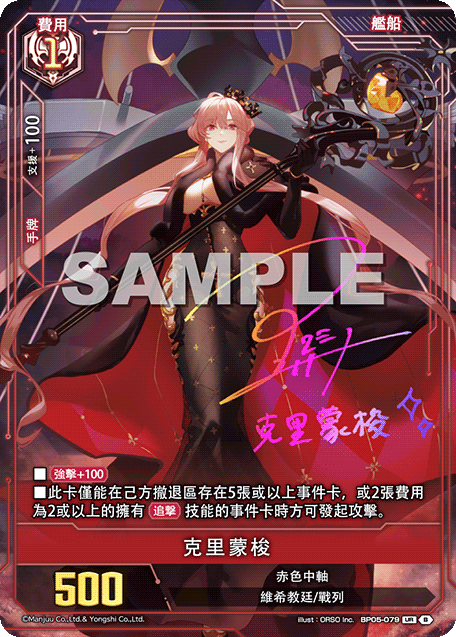 費用
1
艦船
支援+100
手牌
SAMPLE
克里蒙梭
■ 強擊+100
■此卡僅能在己方撤退區存在5張或以上事件卡，或2張費用
為2或以上的擁有 追擊 技能的事件卡時方可發起攻擊。
克里蒙梭
500
赤色中軸
維希教廷/戰列
©Manjuu Co.,Ltd.& Yongshi Co.,Ltd.
illust：ORSO Inc.
BP05-079 UR B